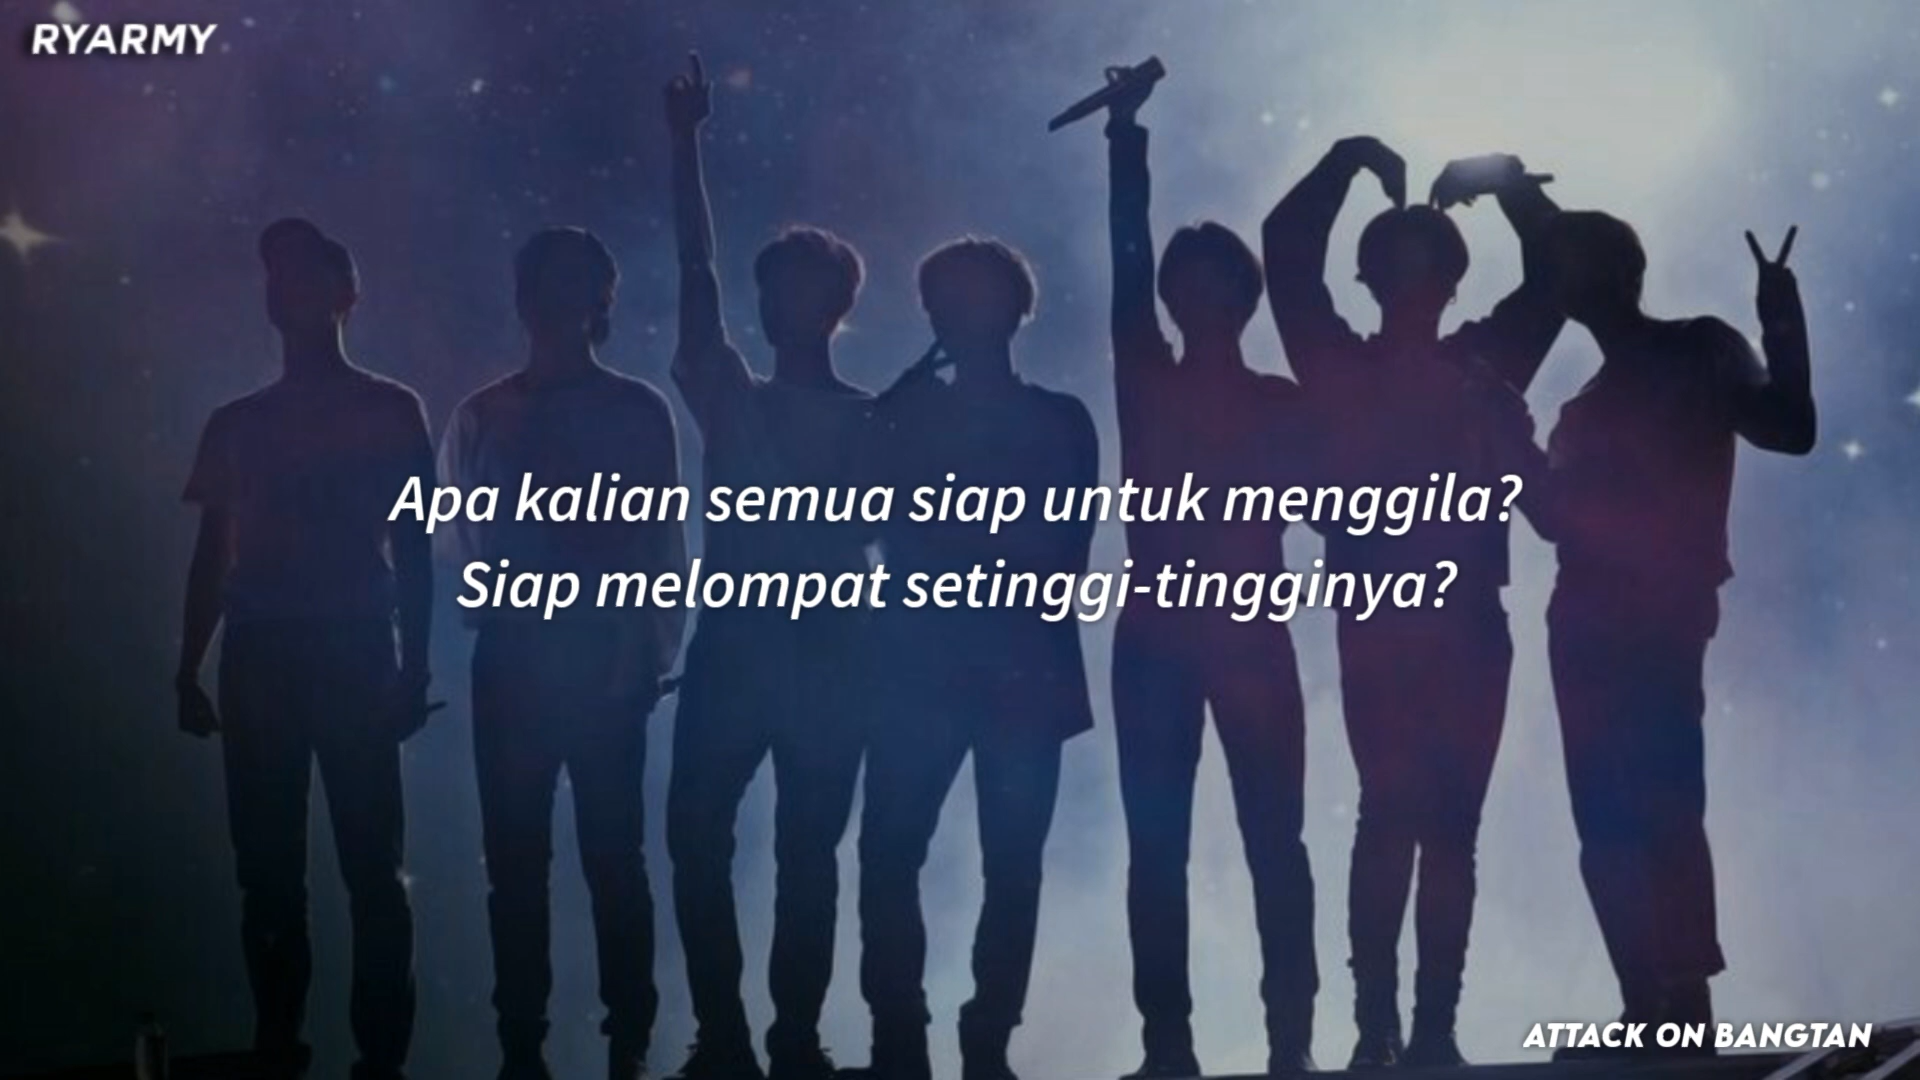 RYARMY
Apa kalian semua siap untuk menggila?
Siap melompat setinggi-tingginya?
ATTACK ON BANGTAN